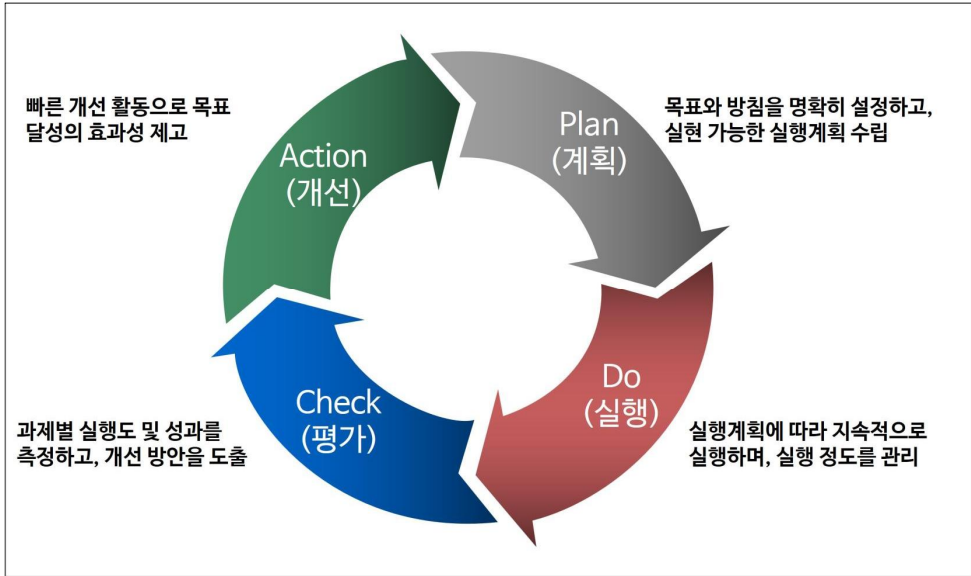 빠른 개선 활동으로 목표
달성의 효과성 제고
Action
(개선)
Plan
(계획)
목표와 방침을 명확히 설정하고,
실현 가능한 실행계획 수립
과제별 실행도 및 성과를
측정하고, 개선 방안을 도출
Check
(평가)
Do
(실행)
실행계획에 따라 지속적으로
실행하며, 실행 정도를 관리